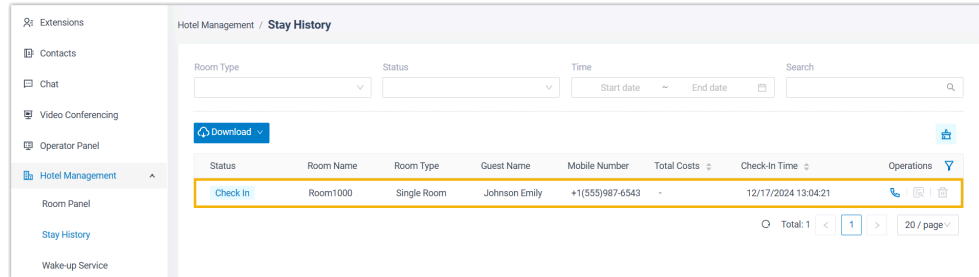 Extensions
Contacts
Chat
Video Conferencing
Operator Panel
Hotel Management
Room Panel
Stay History
Wake-up Service
Hotel Management / Stay History
Room Type Status Time Search
Start date ~ End date
Download
Status Room Name Room Type Guest Name Mobile Number Total Costs Check-In Time Operations
Check In Room1000 Single Room Johnson Emily +1(555)987-6543 - 12/17/2024 13:04:21
Total: 1 < 1 > 20 / page